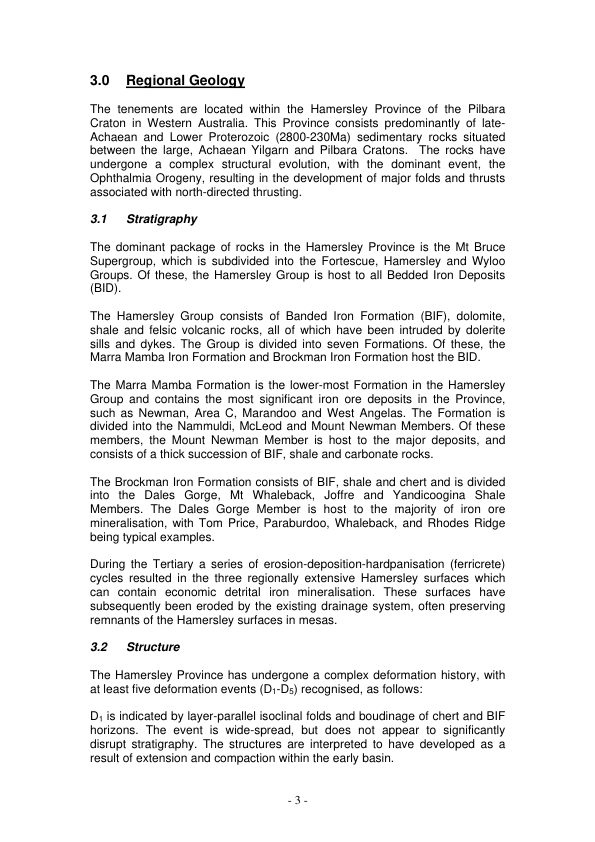 3.0 Regional Geology
The tenements are located within the Hamersley Province of the Pilbara
Craton in Western Australia. This Province consists predominantly of late-
Achaean and Lower Proterozoic (2800-230Ma) sedimentary rocks situated
between the large, Achaean Yilgarn and Pilbara Cratons. The rocks have
undergone a complex structural evolution, with the dominant event, the
Ophthalmia Orogeny, resulting in the development of major folds and thrusts
associated with north-directed thrusting.
3.1 Stratigraphy
The dominant package of rocks in the Hamersley Province is the Mt Bruce
Supergroup, which is subdivided into the Fortescue, Hamersley and Wyloo
Groups. Of these, the Hamersley Group is host to all Bedded Iron Deposits
(BID).
The Hamersley Group consists of Banded Iron Formation (BIF), dolomite,
shale and felsic volcanic rocks, all of which have been intruded by dolerite
sills and dykes. The Group is divided into seven Formations. Of these, the
Marra Mamba Iron Formation and Brockman Iron Formation host the BID.
The Marra Mamba Formation is the lower-most Formation in the Hamersley
Group and contains the most significant iron ore deposits in the Province,
such as Newman, Area C, Marandoo and West Angelas. The Formation is
divided into the Nammuldi, McLeod and Mount Newman Members. Of these
members, the Mount Newman Member is host to the major deposits, and
consists of a thick succession of BIF, shale and carbonate rocks.
The Brockman Iron Formation consists of BIF, shale and chert and is divided
into the Dales Gorge, Mt Whaleback, Joffre and Yandicoogina Shale
Members. The Dales Gorge Member is host to the majority of iron ore
mineralisation, with Tom Price, Paraburdoo, Whaleback, and Rhodes Ridge
being typical examples.
During the Tertiary a series of erosion-deposition-hardpanisation (ferricrete)
cycles resulted in the three regionally extensive Hamersley surfaces which
can contain economic detrital iron mineralisation. These surfaces have
subsequently been eroded by the existing drainage system, often preserving
remnants of the Hamersley surfaces in mesas.
3.2 Structure
The Hamersley Province has undergone a complex deformation history, with
at least five deformation events (D₁-D₅) recognised, as follows:
D₁ is indicated by layer-parallel isoclinal folds and boudinage of chert and BIF
horizons. The event is wide-spread, but does not appear to significantly
disrupt stratigraphy. The structures are interpreted to have developed as a
result of extension and compaction within the early basin.
- 3 -